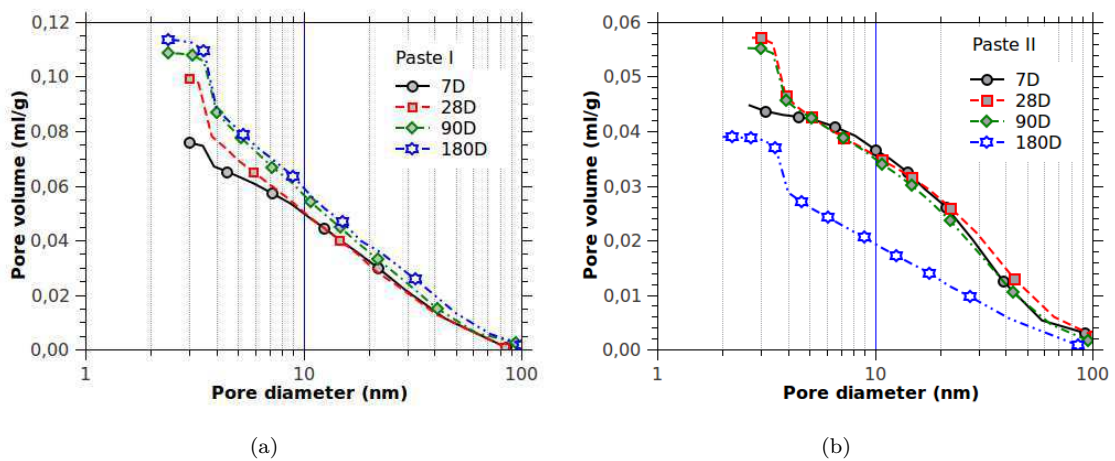 0,12
0,10
0,08
0,06
0,04
0,02
0,00
Pore volume (ml/g)
1
10
100
Pore diameter (nm)
Paste I
7D
28D
90D
180D
(a)
0,06
0,05
0,04
0,03
0,02
0,01
0,00
Pore volume (ml/g)
1
10
100
Pore diameter (nm)
Paste II
7D
28D
90D
180D
(b)